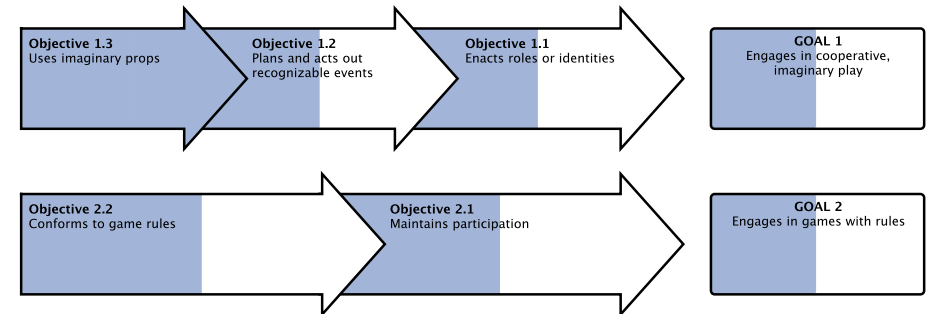 Objective 1.3
Uses imaginary props
Objective 1.2
Plans and acts out
recognizable events
Objective 1.1
Enacts roles or identities
GOAL 1
Engages in cooperative,
imaginary play
Objective 2.2
Conforms to game rules
Objective 2.1
Maintains participation
GOAL 2
Engages in games with rules